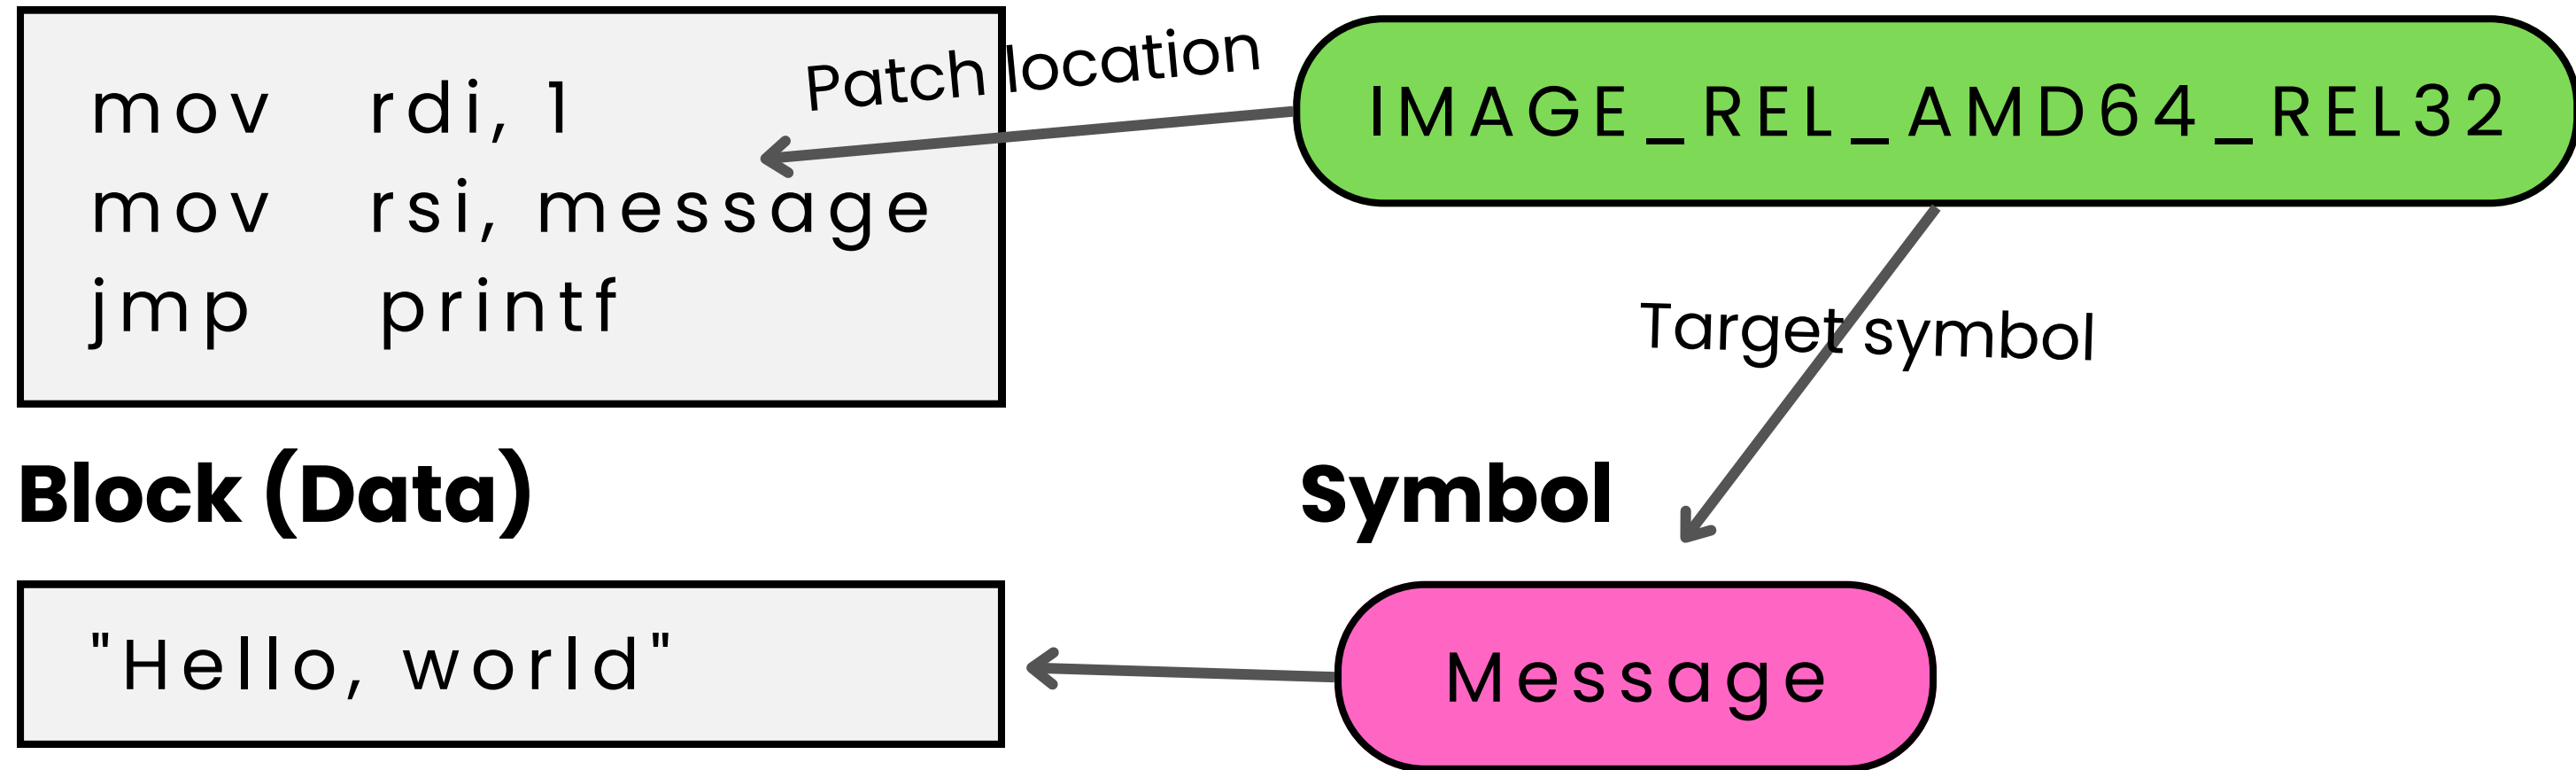 mov rdi, 1
mov rsi, message
jmp printf
Patch location
IMAGE_REL_AMD64_REL32
Target symbol
Block (Data)
Symbol
"Hello, world"
Message